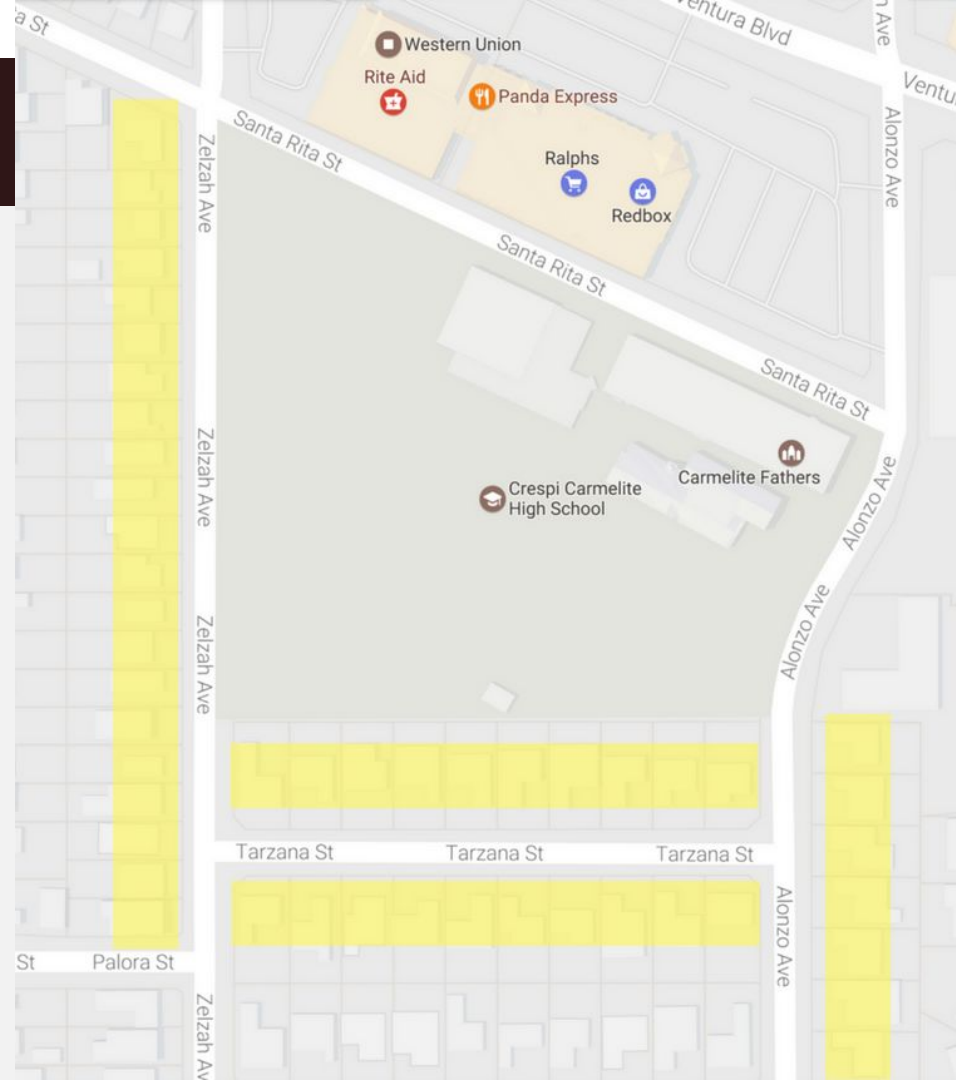 a St
Ventura Blvd
n Ave
Western Union
Rite Aid
Panda Express
Ventu
Santa Rita St
Zelzah Ave
Alonzo Ave
Ralphs
Redbox
Santa Rita St
Santa Rita St
Zelzah Ave
Carmelite Fathers
Crespi Carmelite
High School
Alonzo Ave
Alonzo Ave
Zelzah Ave
Tarzana St
Tarzana St
Tarzana St
Alonzo Ave
St
Palora St
Zelzah Av